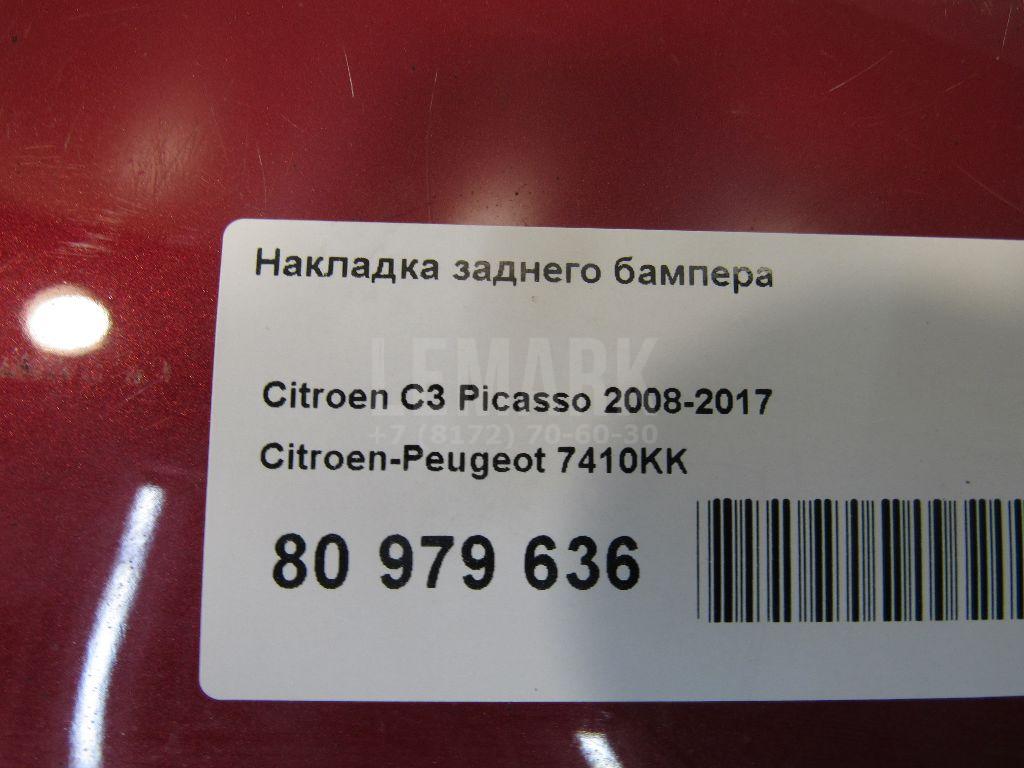 Накладка заднего бампера
LEMARK
Citroen C3 Picasso 2008-2017
+7 (8172) 70-60-30
Citroen-Peugeot 7410KK
80 979 636